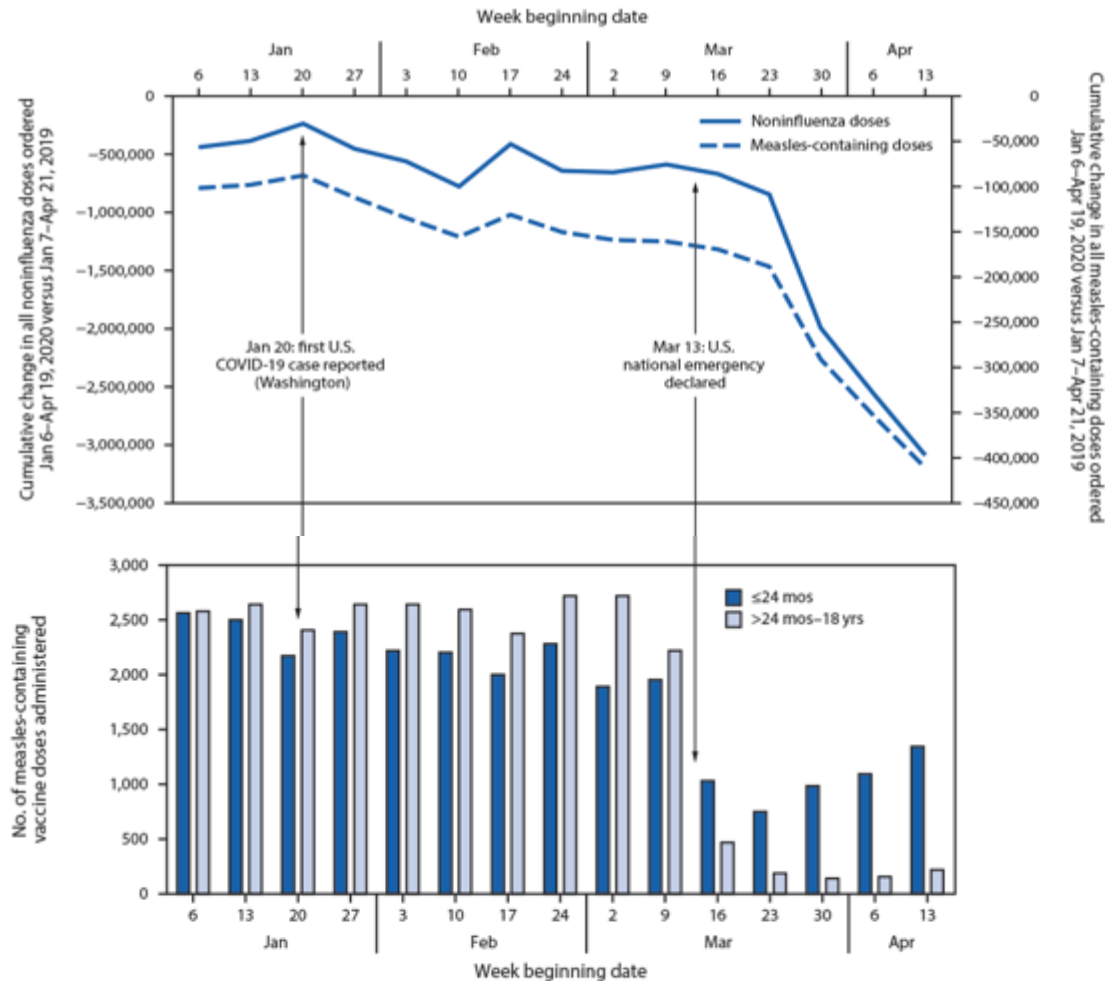 Week beginning date
Jan Feb Mar Apr
6 13 20 27 3 10 17 24 2 9 16 23 30 6 13
Cumulative change in all noninfluenza doses ordered
Jan 6–Apr 19, 2020 versus Jan 7–Apr 21, 2019
0
−500,000
−1,000,000
−1,500,000
−2,000,000
−2,500,000
−3,000,000
−3,500,000
Noninfluenza doses
Measles-containing doses
Jan 20: first U.S.
COVID-19 case reported
(Washington)
Mar 13: U.S.
national emergency
declared
0
−50,000
−100,000
−150,000
−200,000
−250,000
−300,000
−350,000
−400,000
−450,000
Cumulative change in all measles-containing doses ordered
Jan 6–Apr 19, 2020 versus Jan 7–Apr 21, 2019
No. of measles-containing
vaccine doses administered
3,000
2,500
2,000
1,500
1,000
500
0
≤24 mos
>24 mos–18 yrs
6 13 20 27 3 10 17 24 2 9 16 23 30 6 13
Jan Feb Mar Apr
Week beginning date